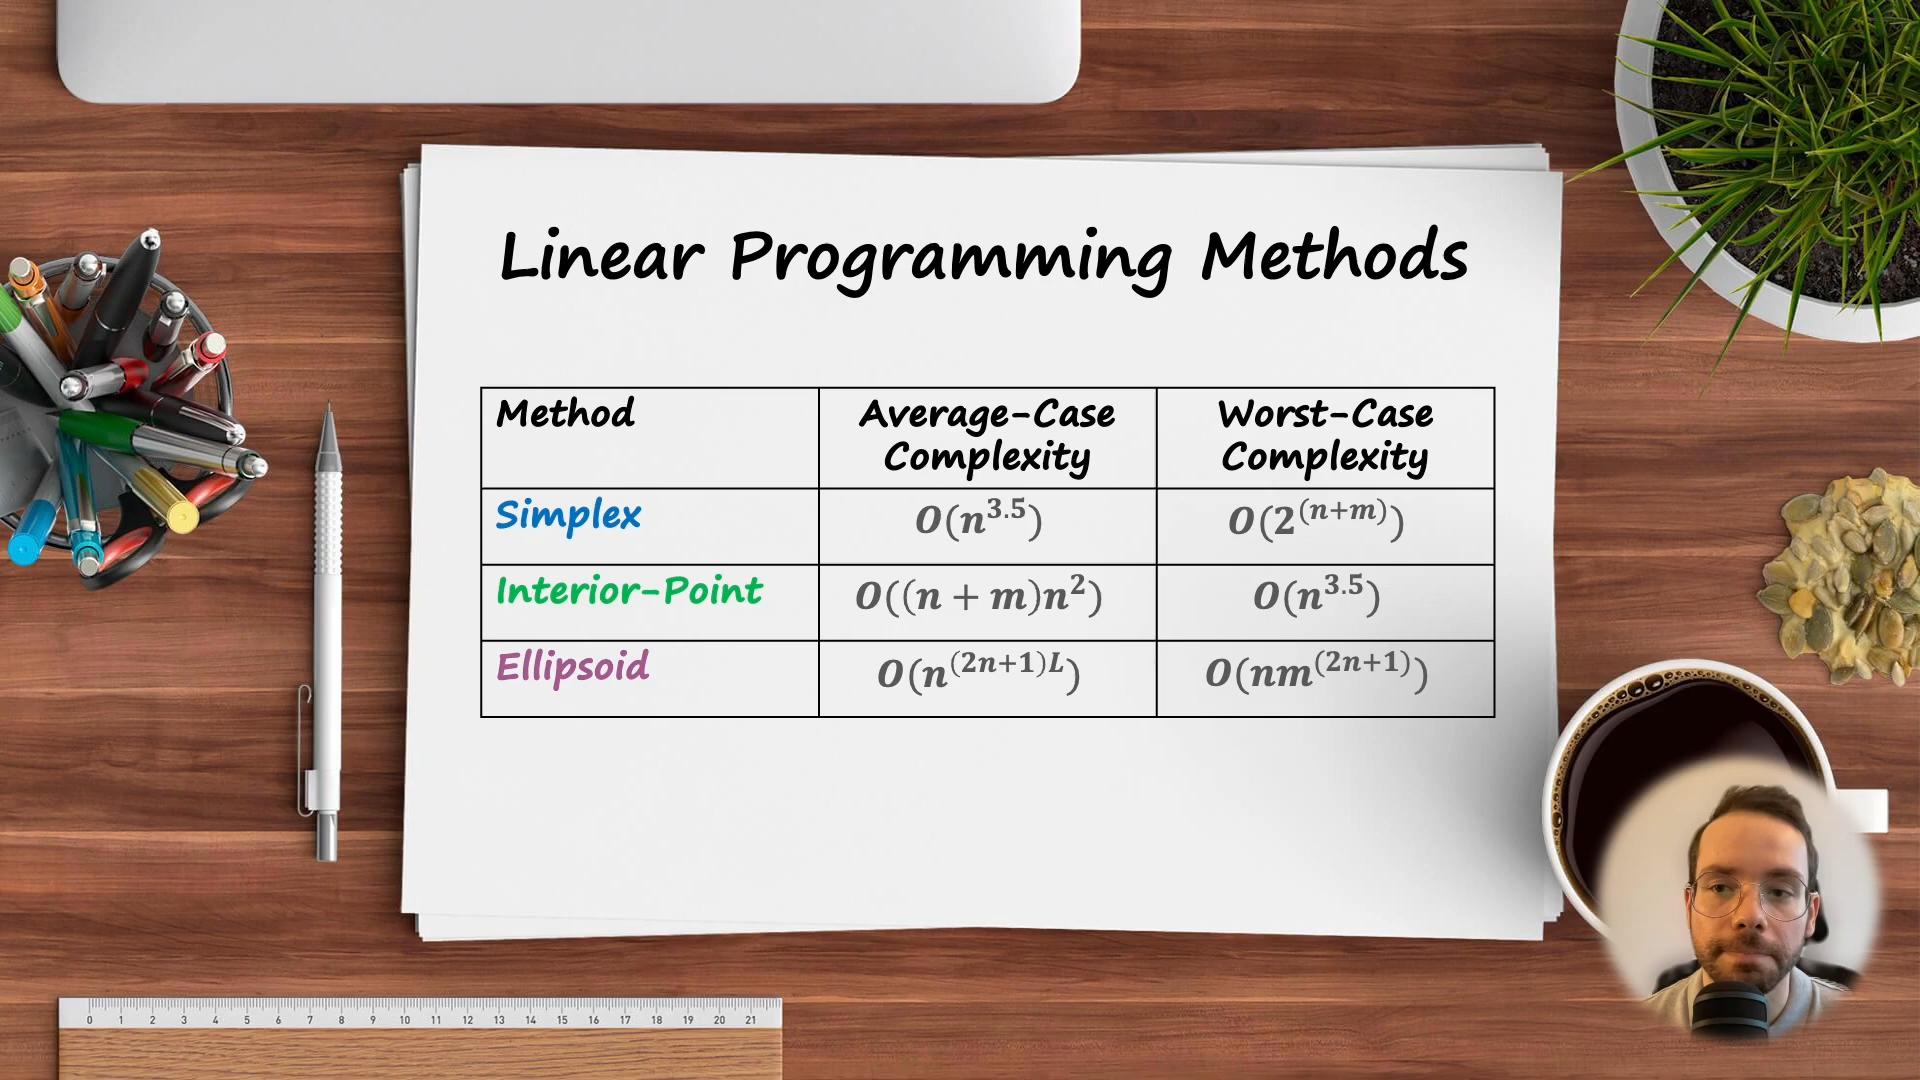 Linear Programming Methods
Method
Average-Case
Complexity
Worst-Case
Complexity
Simplex
O(n^{3.5})
O(2^{(n+m)})
Interior-Point
O((n + m)n^2)
O(n^{3.5})
Ellipsoid
O(n^{(2n+1)L})
O(nm^{(2n+1)})
0 1 2 3 4 5 6 7 8 9 10 11 12 13 14 15 16 17 18 19 20 21